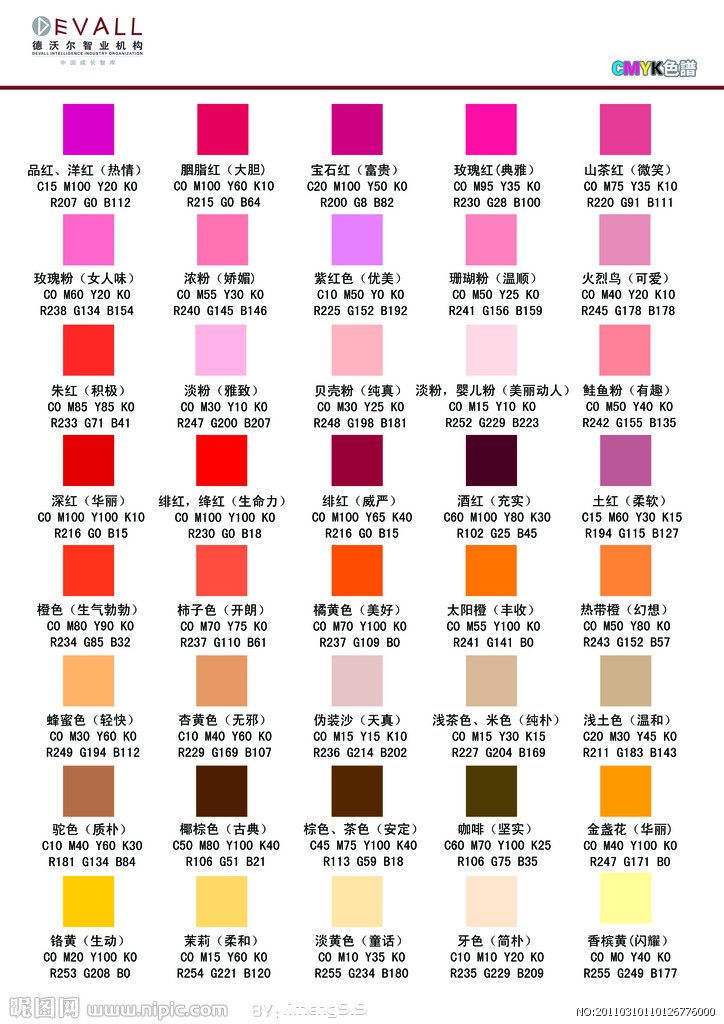 DEVALL
德沃尔智业机构
DEVALL INTELLIGENCE INDUSTRY ORGANIZATION
中国成长智库
CMYK色譜
品红、洋红（热情） 胭脂红（大胆） 宝石红（富贵） 玫瑰红（典雅） 山茶红（微笑）
C15 M100 Y20 K0 C0 M100 Y60 K10 C20 M100 Y50 K0 C0 M95 Y35 K0 C0 M75 Y35 K10
R207 G0 B112 R215 G0 B64 R200 G8 B82 R230 G28 B100 R220 G91 B111
玫瑰粉（女人味） 浓粉（娇媚） 紫红色（优美） 珊瑚粉（温顺） 火烈鸟（可爱）
C0 M60 Y20 K0 C0 M55 Y30 K0 C10 M50 Y0 K0 C0 M50 Y25 K0 C0 M40 Y20 K10
R238 G134 B154 R240 G145 B146 R225 G152 B192 R241 G156 B159 R245 G178 B178
朱红（积极） 淡粉（雅致） 贝壳粉（纯真） 淡粉，婴儿粉（美丽动人） 鲑鱼粉（有趣）
C0 M85 Y85 K0 C0 M30 Y10 K0 C0 M30 Y25 K0 C0 M15 Y10 K0 C0 M50 Y40 K0
R233 G71 B41 R247 G200 B207 R248 G198 B181 R252 G229 B223 R242 G155 B135
深红（华丽） 绯红，绛红（生命力） 绯红（威严） 酒红（充实） 土红（柔软）
C0 M100 Y100 K10 C0 M100 Y100 K0 C0 M100 Y65 K40 C60 M100 Y80 K30 C15 M60 Y30 K15
R216 G0 B15 R230 G0 B18 R216 G0 B15 R102 G25 B45 R194 G115 B127
橙色（生气勃勃） 柿子色（开朗） 橘黄色（美好） 太阳橙（丰收） 热带橙（幻想）
C0 M80 Y90 K0 C0 M70 Y75 K0 C0 M70 Y100 K0 C0 M55 Y100 K0 C0 M50 Y80 K0
R234 G85 B32 R237 G110 B61 R237 G109 B0 R241 G141 B0 R243 G152 B57
蜂蜜色（轻快） 杏黄色（无邪） 伪装沙（天真） 浅茶色、米色（纯朴） 浅土色（温和）
C0 M30 Y60 K0 C10 M40 Y60 K0 C0 M15 Y15 K10 C0 M15 Y30 K15 C20 M30 Y45 K0
R249 G194 B112 R229 G169 B107 R236 G214 B202 R227 G204 B169 R211 G183 B143
驼色（质朴） 椰棕色（古典） 棕色、茶色（安定） 咖啡（坚实） 金盏花（华丽）
C10 M40 Y60 K30 C50 M80 Y100 K40 C45 M75 Y100 K40 C60 M70 Y100 K25 C0 M40 Y100 K0
R181 G134 B84 R106 G51 B21 R113 G59 B18 R106 G75 B35 R247 G171 B0
铬黄（生动） 茉莉（柔和） 淡黄色（童话） 牙色（简朴） 香槟黄（闪耀）
C0 M20 Y100 K0 C0 M15 Y60 K0 C0 M10 Y35 K0 C10 M10 Y20 K0 C0 M0 Y40 K0
R253 G208 B0 R254 G221 B120 R255 G234 B180 R235 G229 B209 R255 G249 B177
昵图网 www.nipic.com
NO:20110310110126776000